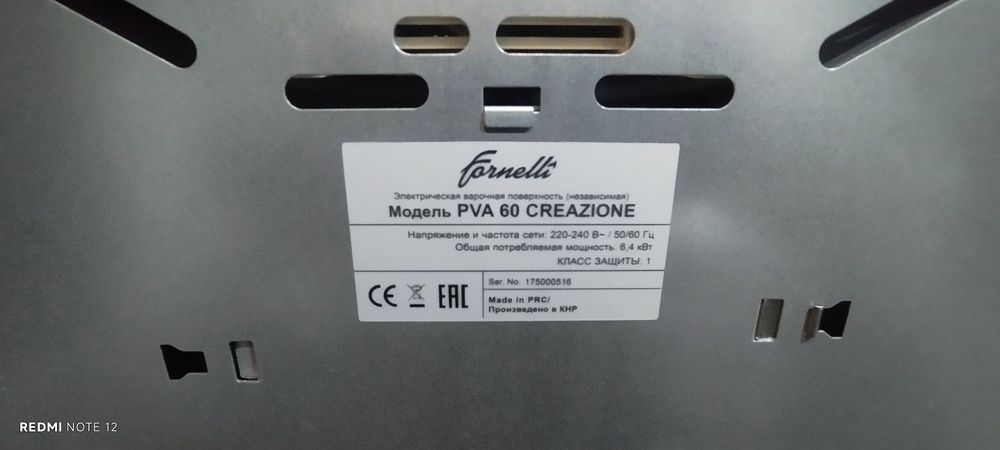 Fornelli
Электрическая варочная поверхность (независимая)
Модель PVA 60 CREAZIONE
Напряжение и частота сети: 220-240 В~ / 50/60 Гц
Общая потребляемая мощность 6,4 кВт
КЛАСС ЗАЩИТЫ: 1
CE EAC
Ser. No: 175000516
Made in PRC/
Произведено в КНР
REDMI NOTE 12